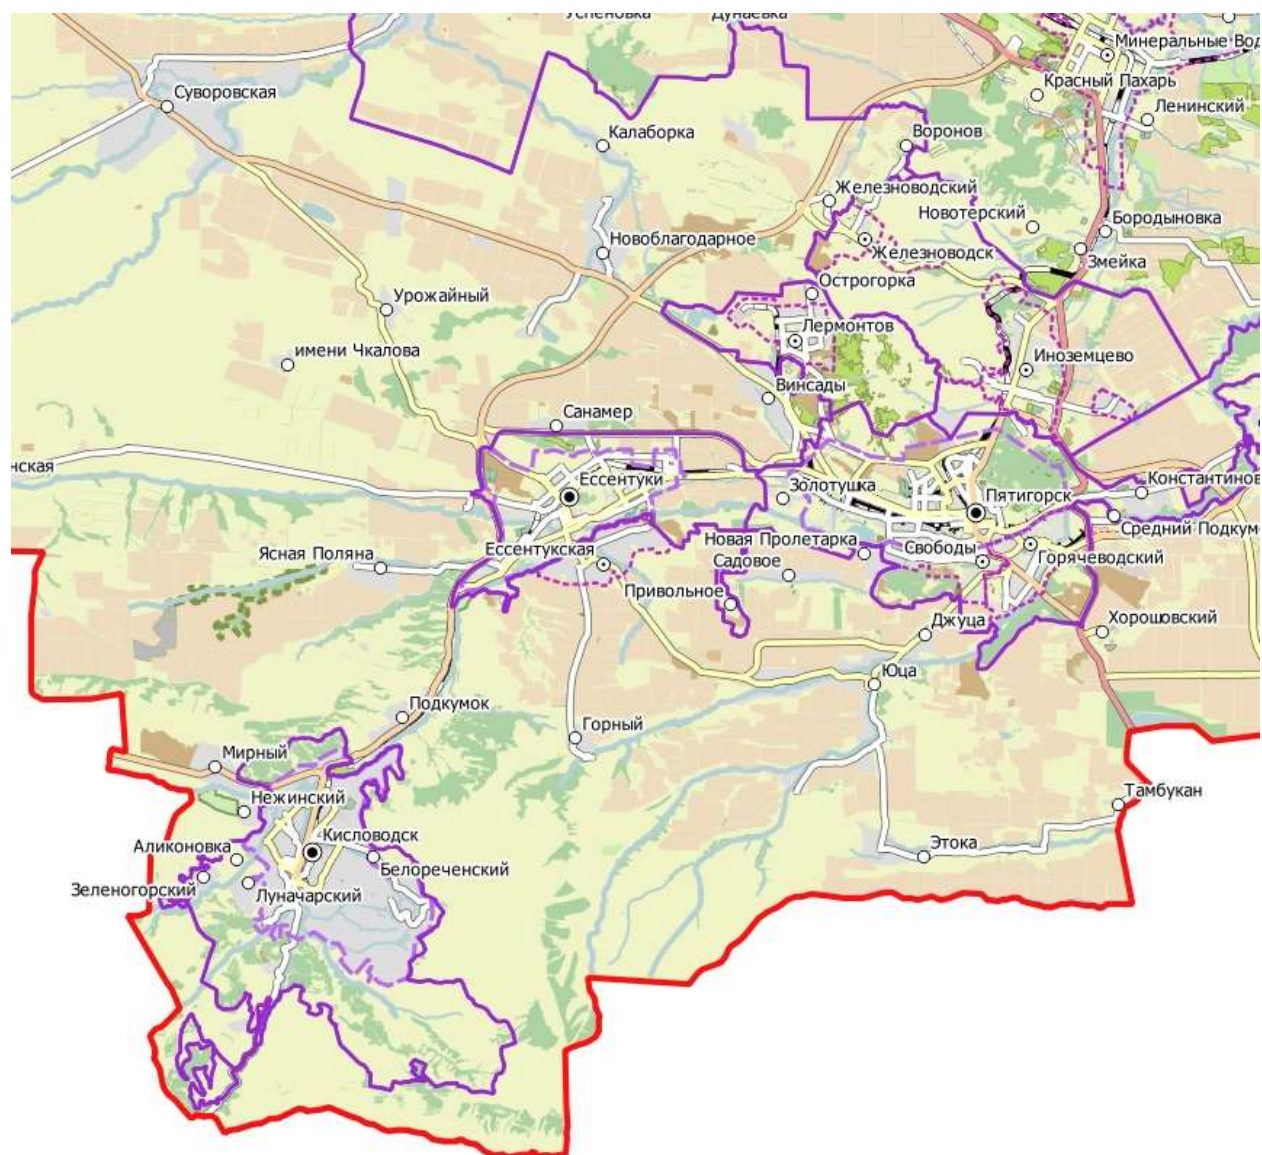 Успеновка
Дунаевка
Минеральные Вод
Красный Пахарь
Суворовская
Ленинский
Калаборка
Воронов
Железноводский
Новотерский
Бородыновка
Новоблагодарное
Железноводск
Змейка
Острогорка
Урожайный
Лермонтов
имени Чкалова
Иноземцево
Винсады
Санамер
нская
Ессентуки
Золотушка
Пятигорск
Константинов
Средний Подкум
Ессентукская
Новая Пролетарка
Свободы
Ясная Поляна
Садовое
Горячеводский
Привольное
Джуца
Хорошовский
Юца
Подкумок
Горный
Мирный
Нежинский
Тамбукан
Кисловодск
Аликоновка
Этока
Белореченский
Зеленогорский
Луначарский